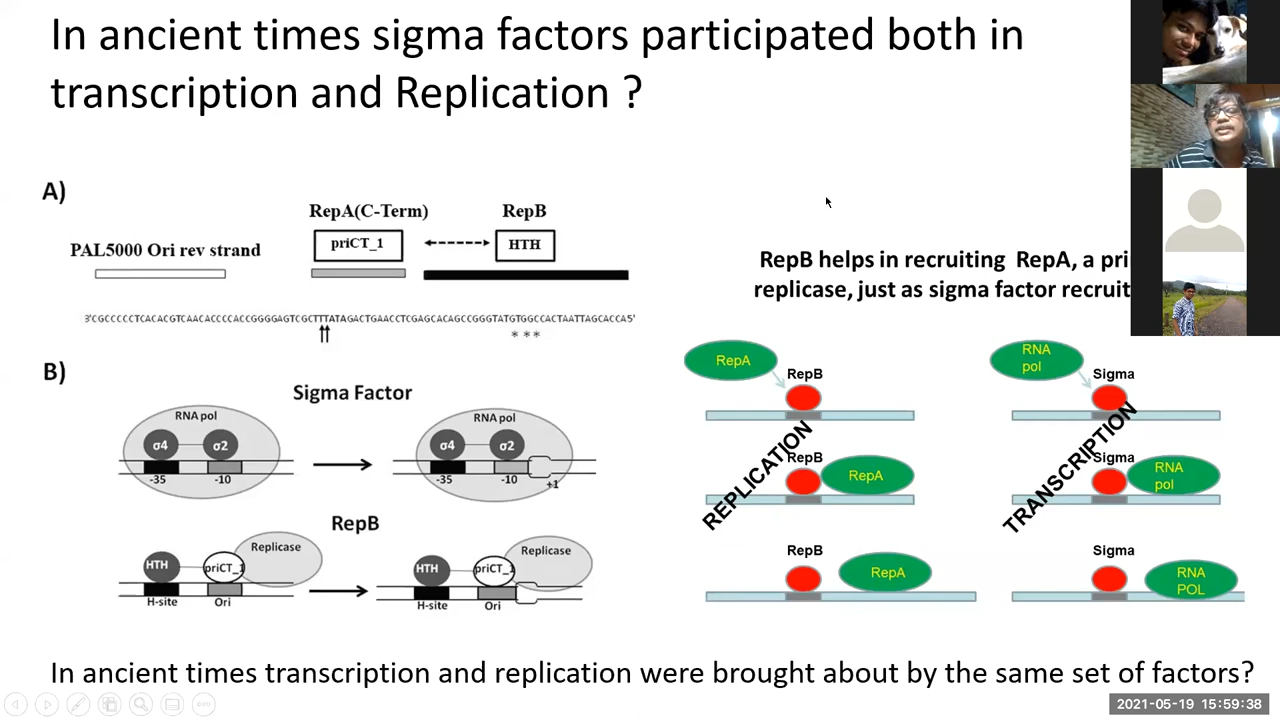 In ancient times sigma factors participated both in
transcription and Replication ?
A)
RepA(C-Term)
RepB
priCT_1
HTH
PAL5000 Ori rev strand
3'CGCCCCCTCACACGTCAACACCCCACCGGGGAGTCGCTTTATAGACTGAACCTCGAGCACAGCCGGGTATGTGGCCACTAATTAGCACCA5'
* * *
RepB helps in recruiting RepA, a pri
replicase, just as sigma factor recruit
B)
Sigma Factor
RNA pol
σ4
σ2
-35
-10
RNA pol
σ4
σ2
-35
-10
+1
RepB
HTH
priCT_1
Replicase
H-site
Ori
HTH
priCT_1
Replicase
H-site
Ori
RepA
RepB
REPLICATION
RepB
RepA
RepB
RepA
RNA
pol
Sigma
TRANSCRIPTION
Sigma
RNA
pol
Sigma
RNA
POL
In ancient times transcription and replication were brought about by the same set of factors?
2021-05-19 15:59:38